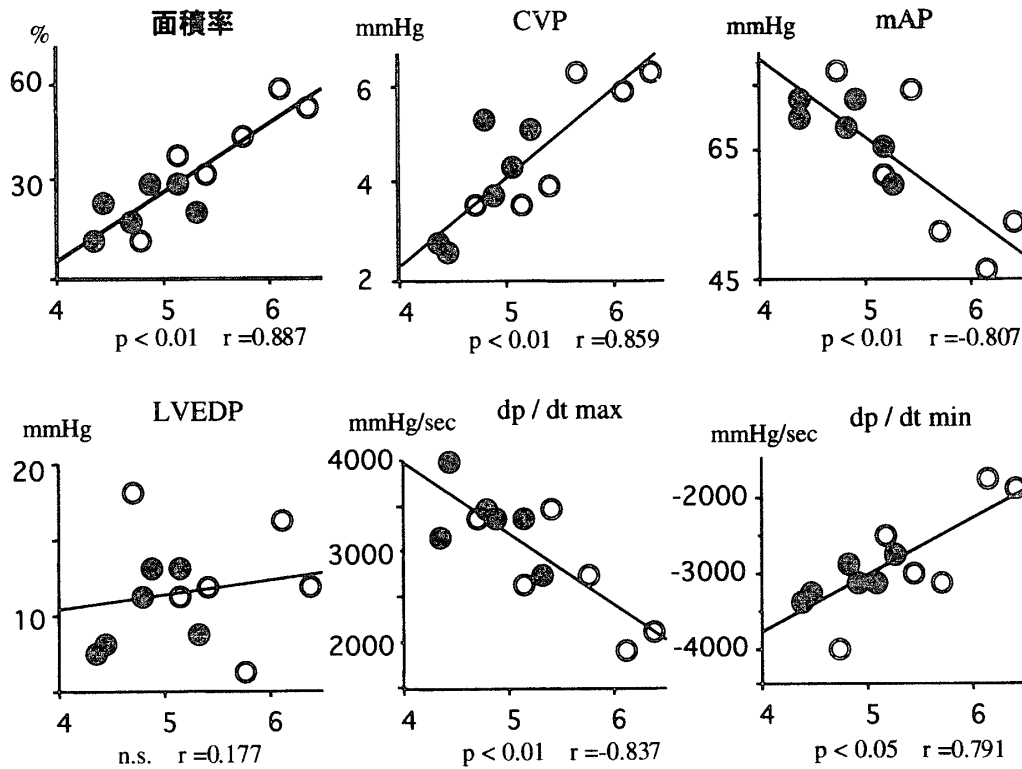 面積率
%
60
30
4 5 6
p < 0.01 r =0.887
CVP
mmHg
6
4
2
4 5 6
p < 0.01 r =0.859
mAP
mmHg
65
45
4 5 6
p < 0.01 r =-0.807
LVEDP
mmHg
20
10
4 5 6
n.s. r =0.177
dp / dt max
mmHg/sec
4000
3000
2000
4 5 6
p < 0.01 r =-0.837
dp / dt min
mmHg/sec
-2000
-3000
-4000
4 5 6
p < 0.05 r =0.791